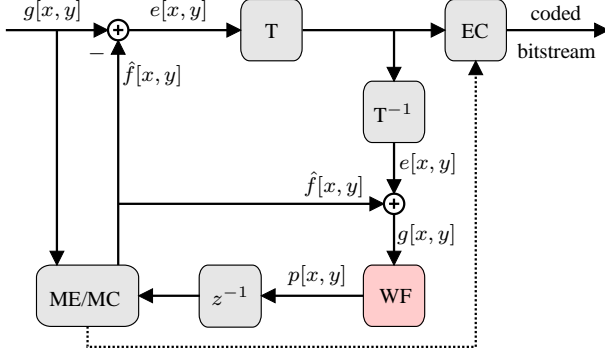 g[x, y]
e[x, y]
T
EC
coded
bitstream
−
f̂[x, y]
T⁻¹
e[x, y]
f̂[x, y]
g[x, y]
ME/MC
z⁻¹
p[x, y]
WF